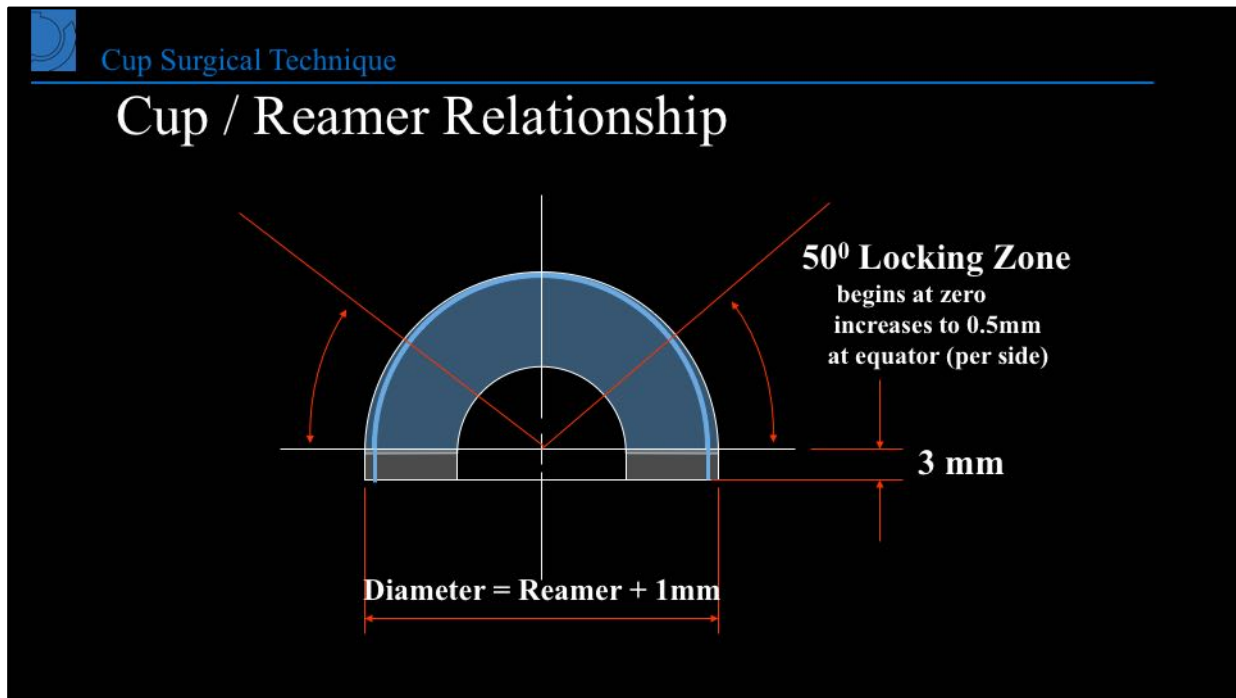 Cup Surgical Technique
Cup / Reamer Relationship
50⁰ Locking Zone
begins at zero
increases to 0.5mm
at equator (per side)
3 mm
Diameter = Reamer + 1mm